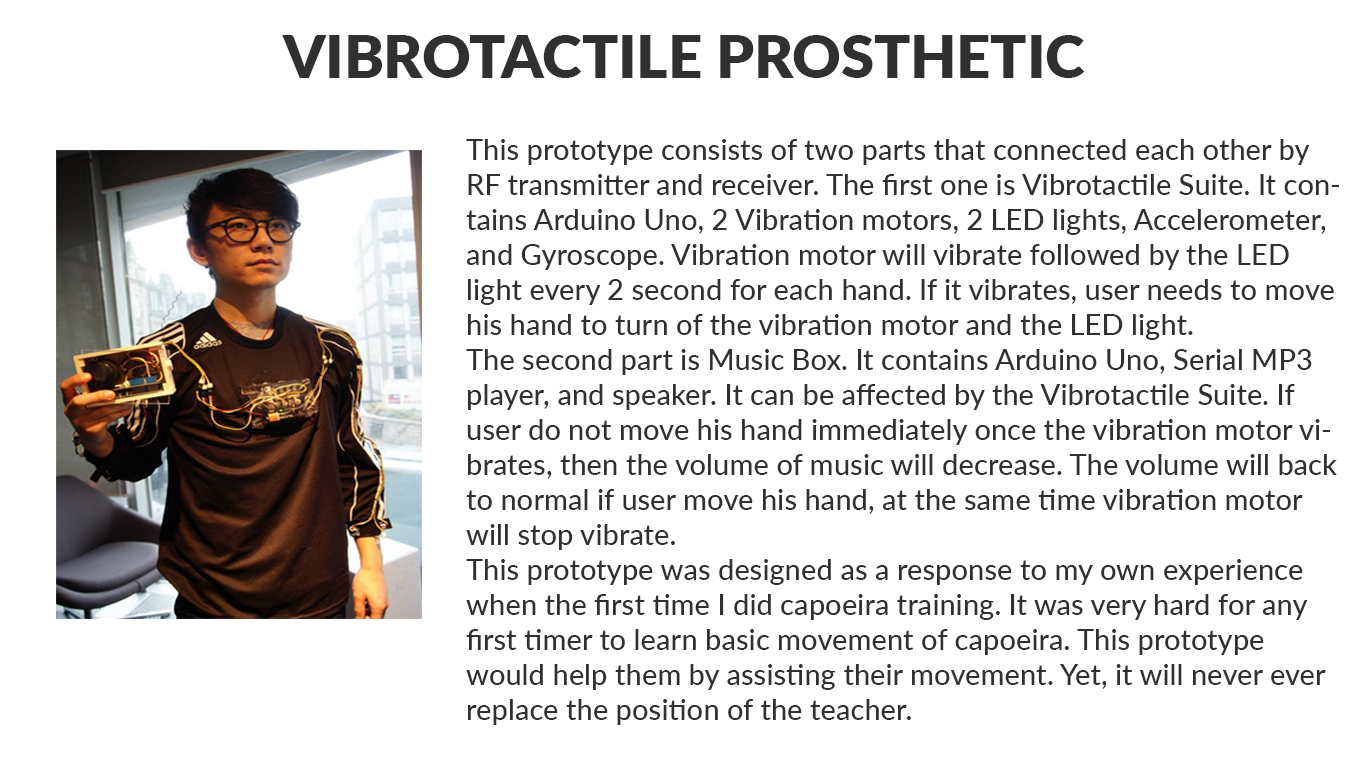 VIBROTACTILE PROSTHETIC
This prototype consists of two parts that connected each other by
RF transmitter and receiver. The first one is Vibrotactile Suite. It con-
tains Arduino Uno, 2 Vibration motors, 2 LED lights, Accelerometer,
and Gyroscope. Vibration motor will vibrate followed by the LED
light every 2 second for each hand. If it vibrates, user needs to move
his hand to turn of the vibration motor and the LED light.
The second part is Music Box. It contains Arduino Uno, Serial MP3
player, and speaker. It can be affected by the Vibrotactile Suite. If
user do not move his hand immediately once the vibration motor vi-
brates, then the volume of music will decrease. The volume will back
to normal if user move his hand, at the same time vibration motor
will stop vibrate.
This prototype was designed as a response to my own experience
when the first time I did capoeira training. It was very hard for any
first timer to learn basic movement of capoeira. This prototype
would help them by assisting their movement. Yet, it will never ever
replace the position of the teacher.
adidas